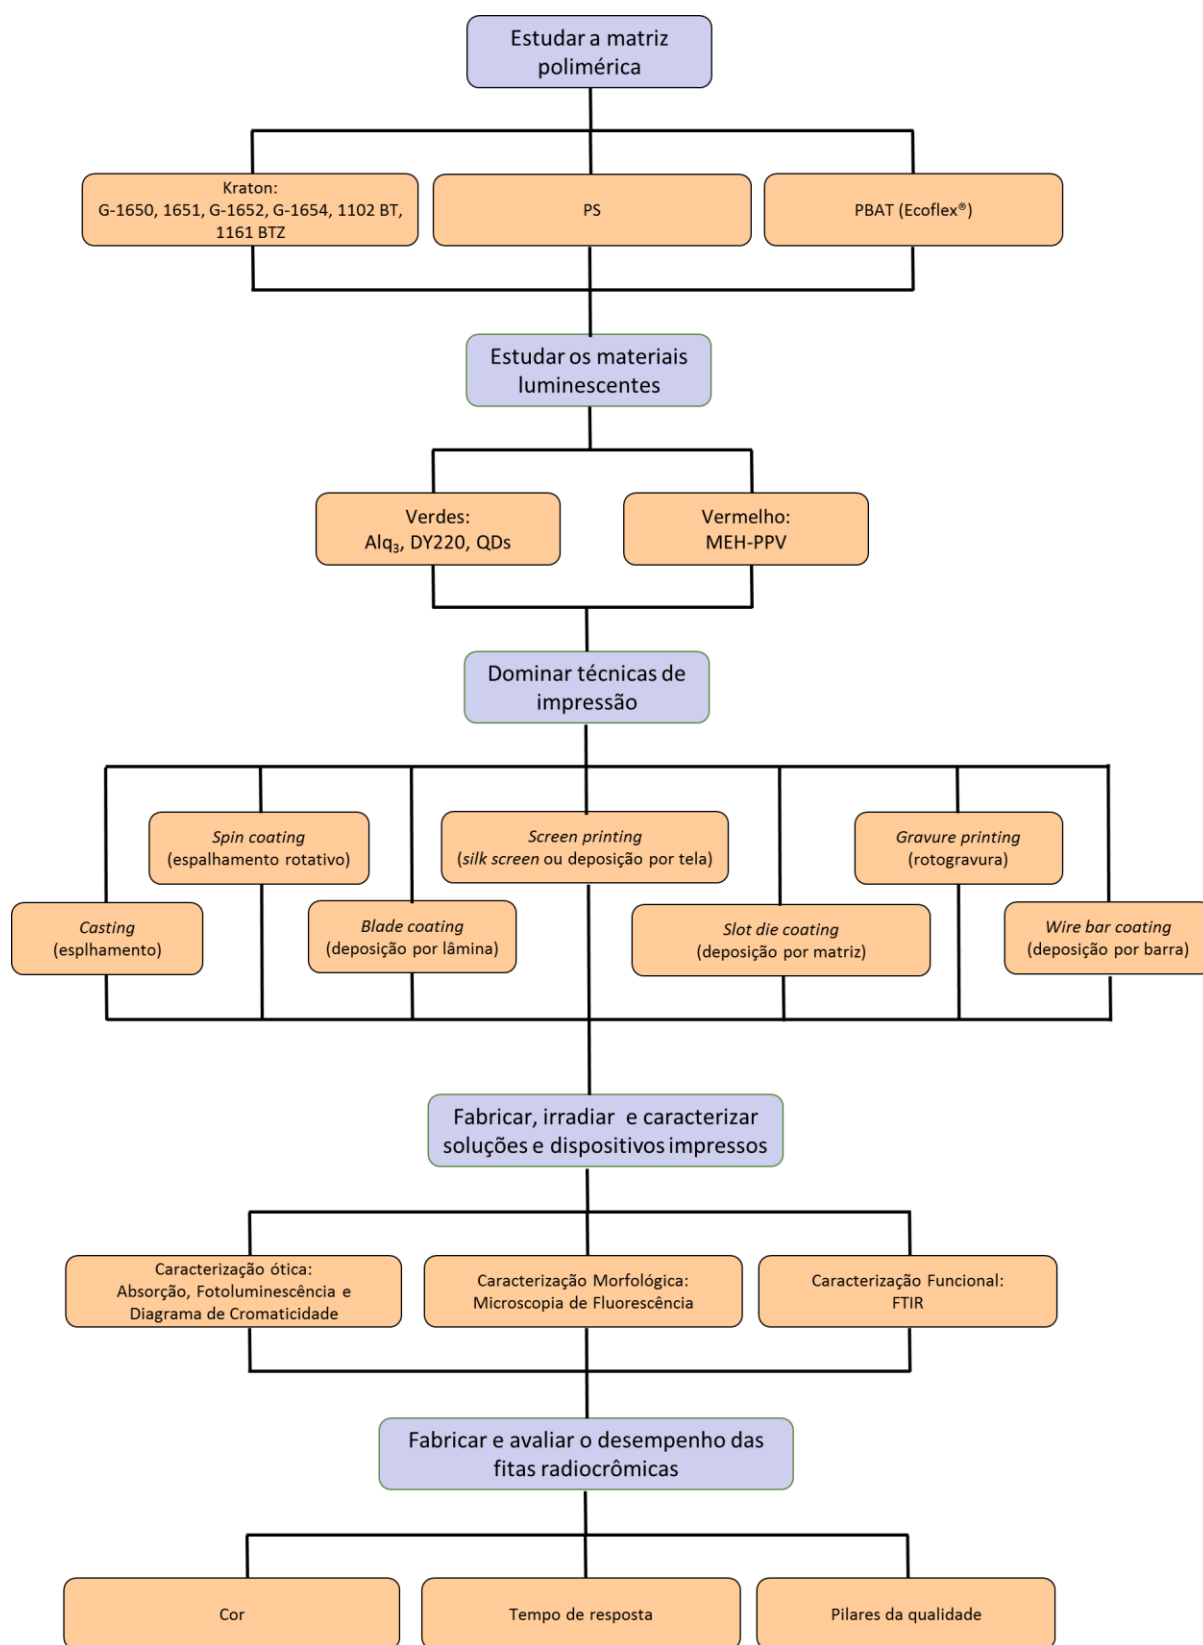 Estudar a matriz
polimérica
Kraton:
G-1650, 1651, G-1652, G-1654, 1102 BT,
1161 BTZ
PS
PBAT (Ecoflex®)
Estudar os materiais
luminescentes
Verdes:
Alq₃, DY220, QDs
Vermelho:
MEH-PPV
Dominar técnicas de
impressão
Spin coating
(espalhamento rotativo)
Screen printing
(silk screen ou deposição por tela)
Gravure printing
(rotogravura)
Casting
(esplhamento)
Blade coating
(deposição por lâmina)
Slot die coating
(deposição por matriz)
Wire bar coating
(deposição por barra)
Fabricar, irradiar e caracterizar
soluções e dispositivos impressos
Caracterização ótica:
Absorção, Fotoluminescência e
Diagrama de Cromaticidade
Caracterização Morfológica:
Microscopia de Fluorescência
Caracterização Funcional:
FTIR
Fabricar e avaliar o desempenho das
fitas radiocrômicas
Cor
Tempo de resposta
Pilares da qualidade